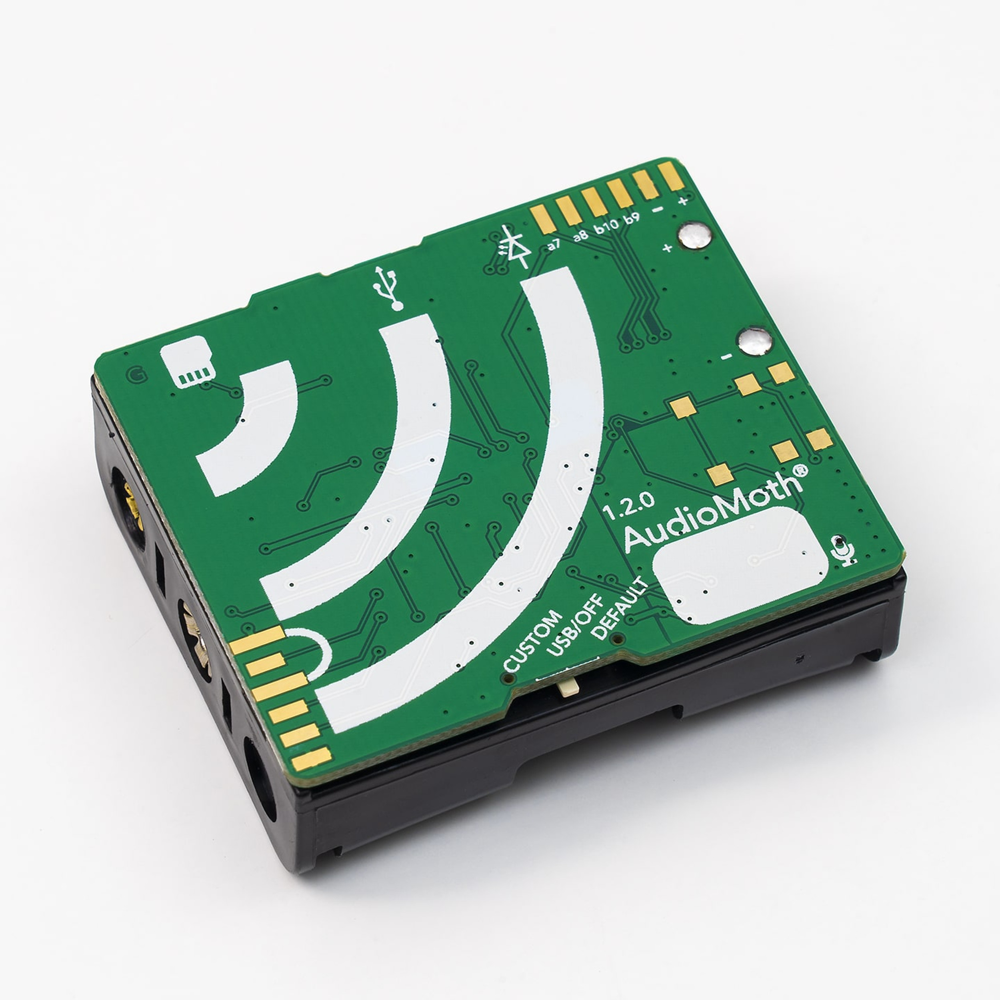 a7 a8 b10 b9 - +
+
-
G
1.2.0
AudioMoth®
CUSTOM
USB/OFF
DEFAULT